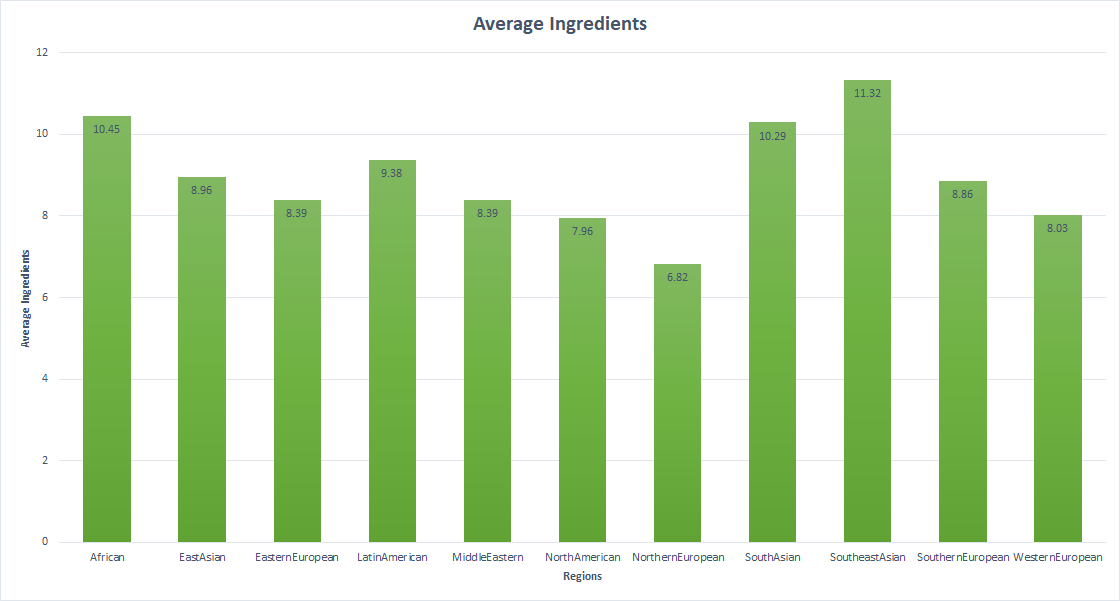 Average Ingredients
12
10
8
6
4
2
0
Average Ingredients
10.45
8.96
8.39
9.38
8.39
7.96
6.82
10.29
11.32
8.86
8.03
African
EastAsian
EasternEuropean
LatinAmerican
MiddleEastern
NorthAmerican
NorthernEuropean
SouthAsian
SoutheastAsian
SouthernEuropean
WesternEuropean
Regions